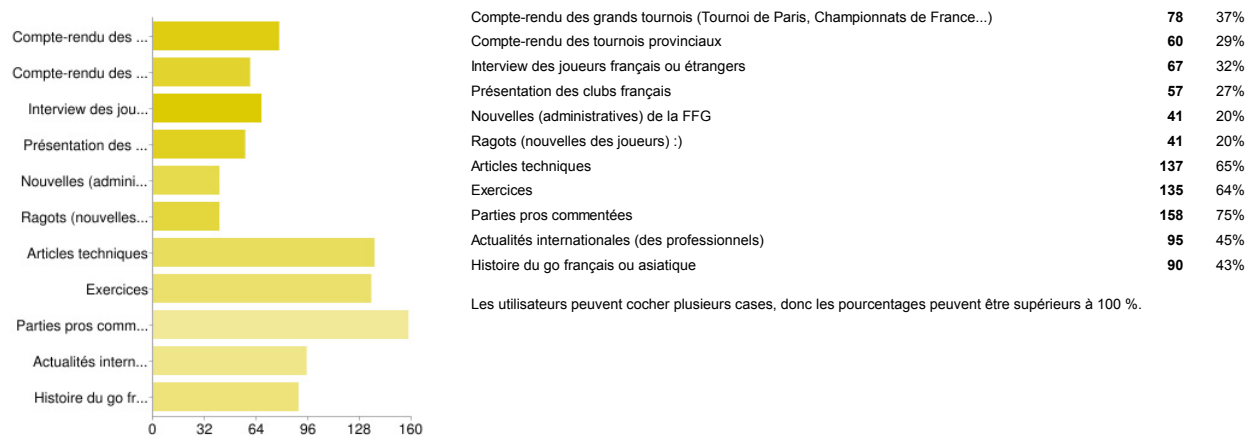 Compte-rendu des ...
Compte-rendu des ...
Interview des jou...
Présentation des ...
Nouvelles (admini...
Ragots (nouvelles...
Articles techniques
Exercices
Parties pros comm...
Actualités intern...
Histoire du go fr...
0 32 64 96 128 160
Compte-rendu des grands tournois (Tournoi de Paris, Championnats de France...) 78 37%
Compte-rendu des tournois provinciaux 60 29%
Interview des joueurs français ou étrangers 67 32%
Présentation des clubs français 57 27%
Nouvelles (administratives) de la FFG 41 20%
Ragots (nouvelles des joueurs) :) 41 20%
Articles techniques 137 65%
Exercices 135 64%
Parties pros commentées 158 75%
Actualités internationales (des professionnels) 95 45%
Histoire du go français ou asiatique 90 43%
Les utilisateurs peuvent cocher plusieurs cases, donc les pourcentages peuvent être supérieurs à 100 %.